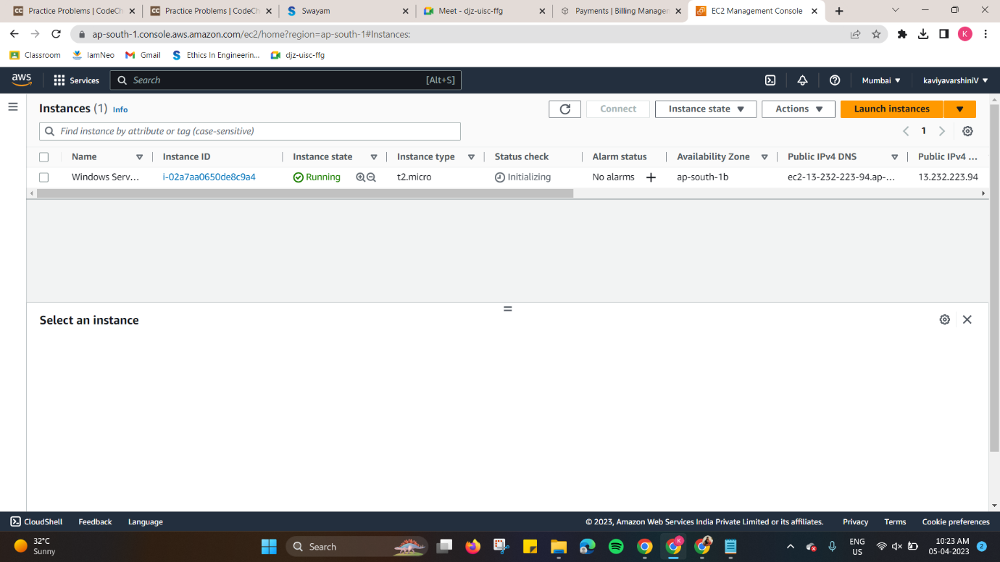 Practice Problems | CodeCh
Practice Problems | CodeCh
Swayam
Meet - djz-uisc-ffg
Payments | Billing Manager
EC2 Management Console
ap-south-1.console.aws.amazon.com/ec2/home?region=ap-south-1#Instances:
K
Classroom
IamNeo
Gmail
Ethics In Engineerin...
djz-uisc-ffg
aws
Services
Search
[Alt+S]
Mumbai
kaviyavarshiniV
Instances (1) Info
Connect
Instance state
Actions
Launch instances
Find instance by attribute or tag (case-sensitive)
1
Name
Instance ID
Instance state
Instance type
Status check
Alarm status
Availability Zone
Public IPv4 DNS
Public IPv4 ...
Windows Serv...
i-02a7aa0650de8c9a4
Running
t2.micro
Initializing
No alarms
ap-south-1b
ec2-13-232-223-94.ap-...
13.232.223.94
Select an instance
CloudShell
Feedback
Language
© 2023, Amazon Web Services India Private Limited or its affiliates.
Privacy
Terms
Cookie preferences
32°C
Sunny
Search
ENG
US
10:23 AM
05-04-2023
2